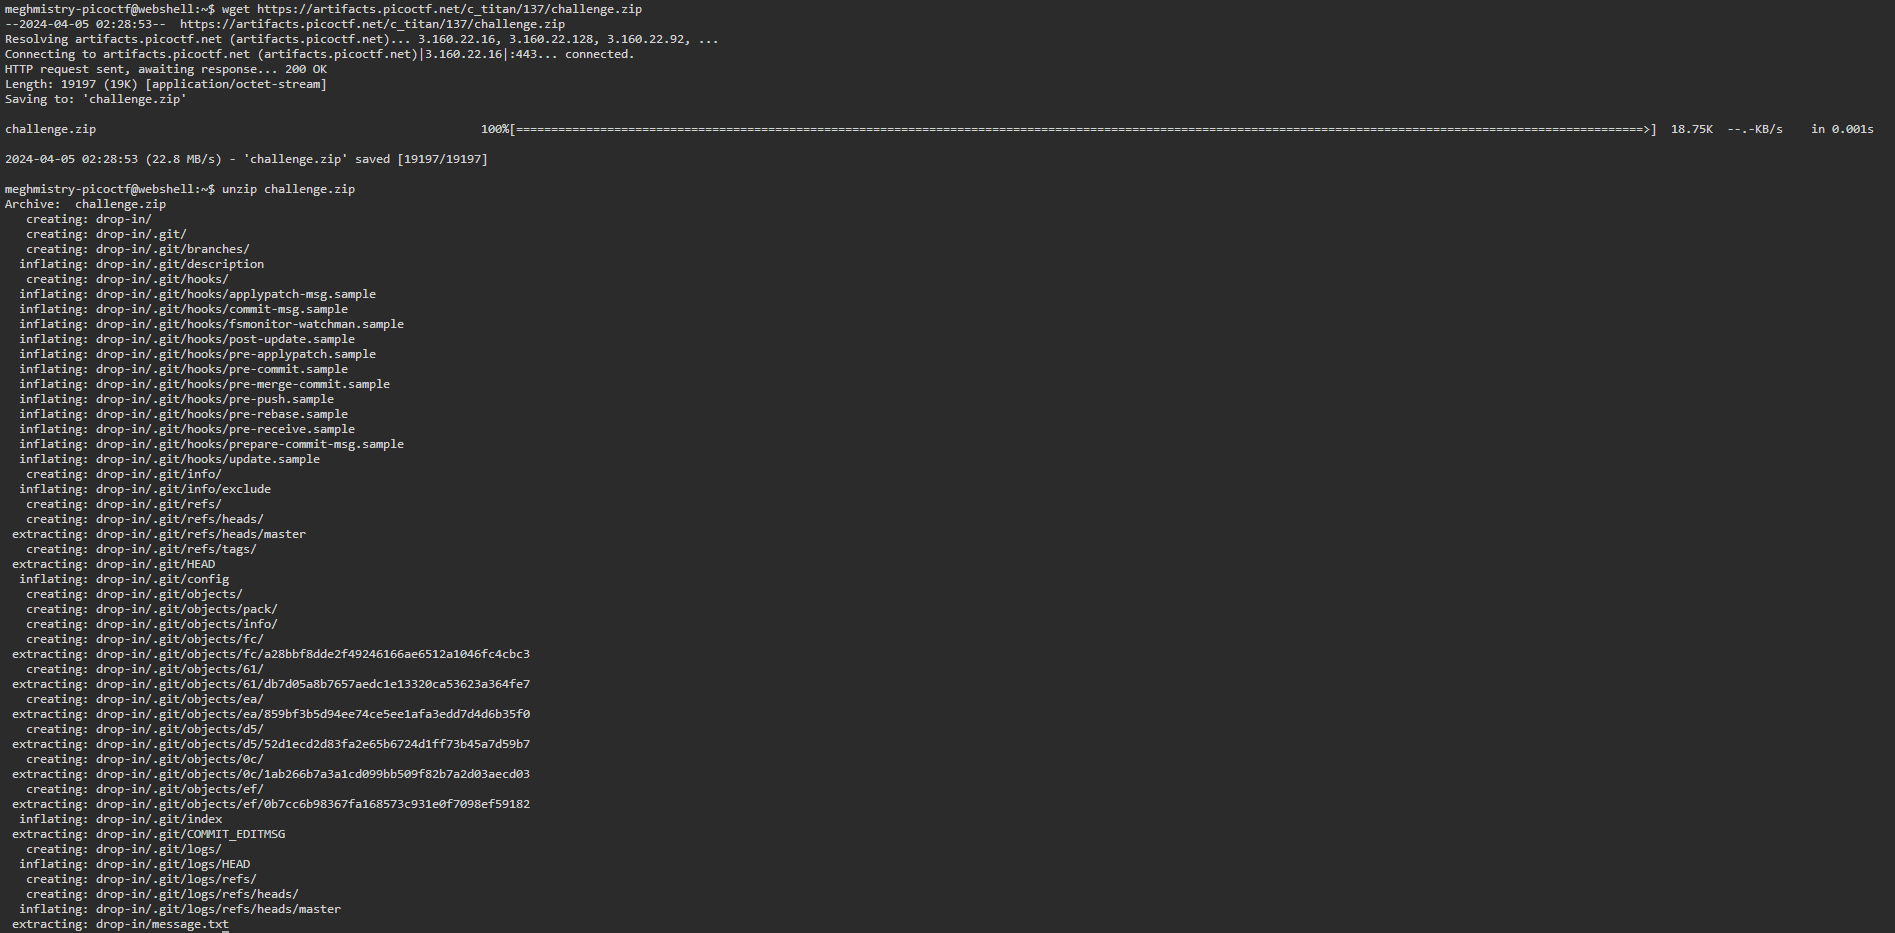 meghmistry-picoctf@webshell:~$ wget https://artifacts.picoctf.net/c_titan/137/challenge.zip
--2024-04-05 02:28:53--  https://artifacts.picoctf.net/c_titan/137/challenge.zip
Resolving artifacts.picoctf.net (artifacts.picoctf.net)... 3.160.22.16, 3.160.22.128, 3.160.22.92, ...
Connecting to artifacts.picoctf.net (artifacts.picoctf.net)|3.160.22.16|:443... connected.
HTTP request sent, awaiting response... 200 OK
Length: 19197 (19K) [application/octet-stream]
Saving to: 'challenge.zip'
challenge.zip 100%[=================================================================================================================================================================>] 18.75K --.-KB/s in 0.001s
2024-04-05 02:28:53 (22.8 MB/s) - 'challenge.zip' saved [19197/19197]
meghmistry-picoctf@webshell:~$ unzip challenge.zip
Archive:  challenge.zip
   creating: drop-in/
   creating: drop-in/.git/
   creating: drop-in/.git/branches/
  inflating: drop-in/.git/description
   creating: drop-in/.git/hooks/
  inflating: drop-in/.git/hooks/applypatch-msg.sample
  inflating: drop-in/.git/hooks/commit-msg.sample
  inflating: drop-in/.git/hooks/fsmonitor-watchman.sample
  inflating: drop-in/.git/hooks/post-update.sample
  inflating: drop-in/.git/hooks/pre-applypatch.sample
  inflating: drop-in/.git/hooks/pre-commit.sample
  inflating: drop-in/.git/hooks/pre-merge-commit.sample
  inflating: drop-in/.git/hooks/pre-push.sample
  inflating: drop-in/.git/hooks/pre-rebase.sample
  inflating: drop-in/.git/hooks/pre-receive.sample
  inflating: drop-in/.git/hooks/prepare-commit-msg.sample
  inflating: drop-in/.git/hooks/update.sample
   creating: drop-in/.git/info/
  inflating: drop-in/.git/info/exclude
   creating: drop-in/.git/refs/
   creating: drop-in/.git/refs/heads/
 extracting: drop-in/.git/refs/heads/master
   creating: drop-in/.git/refs/tags/
 extracting: drop-in/.git/HEAD
  inflating: drop-in/.git/config
   creating: drop-in/.git/objects/
   creating: drop-in/.git/objects/pack/
   creating: drop-in/.git/objects/info/
   creating: drop-in/.git/objects/fc/
 extracting: drop-in/.git/objects/fc/a28bbf8dde2f49246166ae6512a1046fc4cbc3
   creating: drop-in/.git/objects/61/
 extracting: drop-in/.git/objects/61/db7d05a8b7657aedc1e13320ca53623a364fe7
   creating: drop-in/.git/objects/ea/
 extracting: drop-in/.git/objects/ea/859bf3b5d94ee74ce5ee1afa3edd7d4d6b35f0
   creating: drop-in/.git/objects/d5/
 extracting: drop-in/.git/objects/d5/52d1ecd2d83fa2e65b6724d1ff73b45a7d59b7
   creating: drop-in/.git/objects/0c/
 extracting: drop-in/.git/objects/0c/1ab266b7a3a1cd099bb509f82b7a2d03aecd03
   creating: drop-in/.git/objects/ef/
 extracting: drop-in/.git/objects/ef/0b7cc6b98367fa168573c931e0f7098ef59182
  inflating: drop-in/.git/index
 extracting: drop-in/.git/COMMIT_EDITMSG
   creating: drop-in/.git/logs/
  inflating: drop-in/.git/logs/HEAD
   creating: drop-in/.git/logs/refs/
   creating: drop-in/.git/logs/refs/heads/
  inflating: drop-in/.git/logs/refs/heads/master
 extracting: drop-in/message.txt